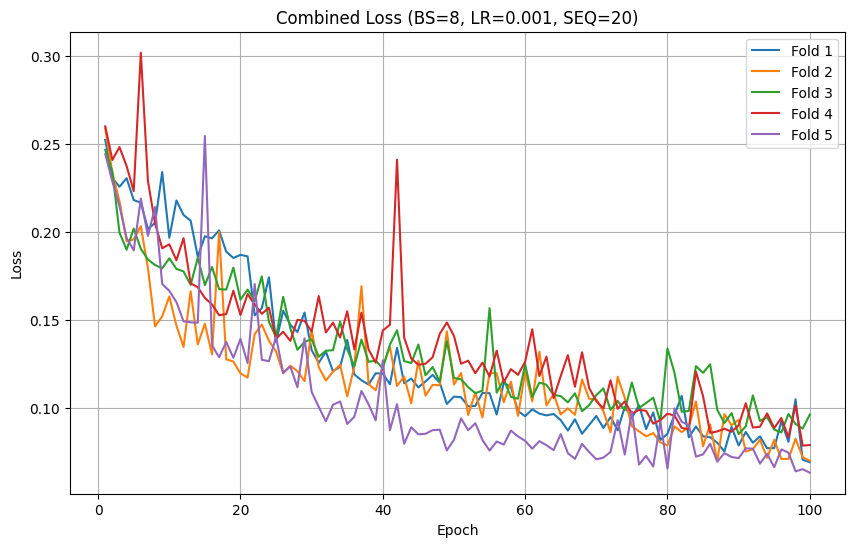 Combined Loss (BS=8, LR=0.001, SEQ=20)
Fold 1
Fold 2
Fold 3
Fold 4
Fold 5
0.30
0.25
0.20
0.15
0.10
Loss
0 20 40 60 80 100
Epoch